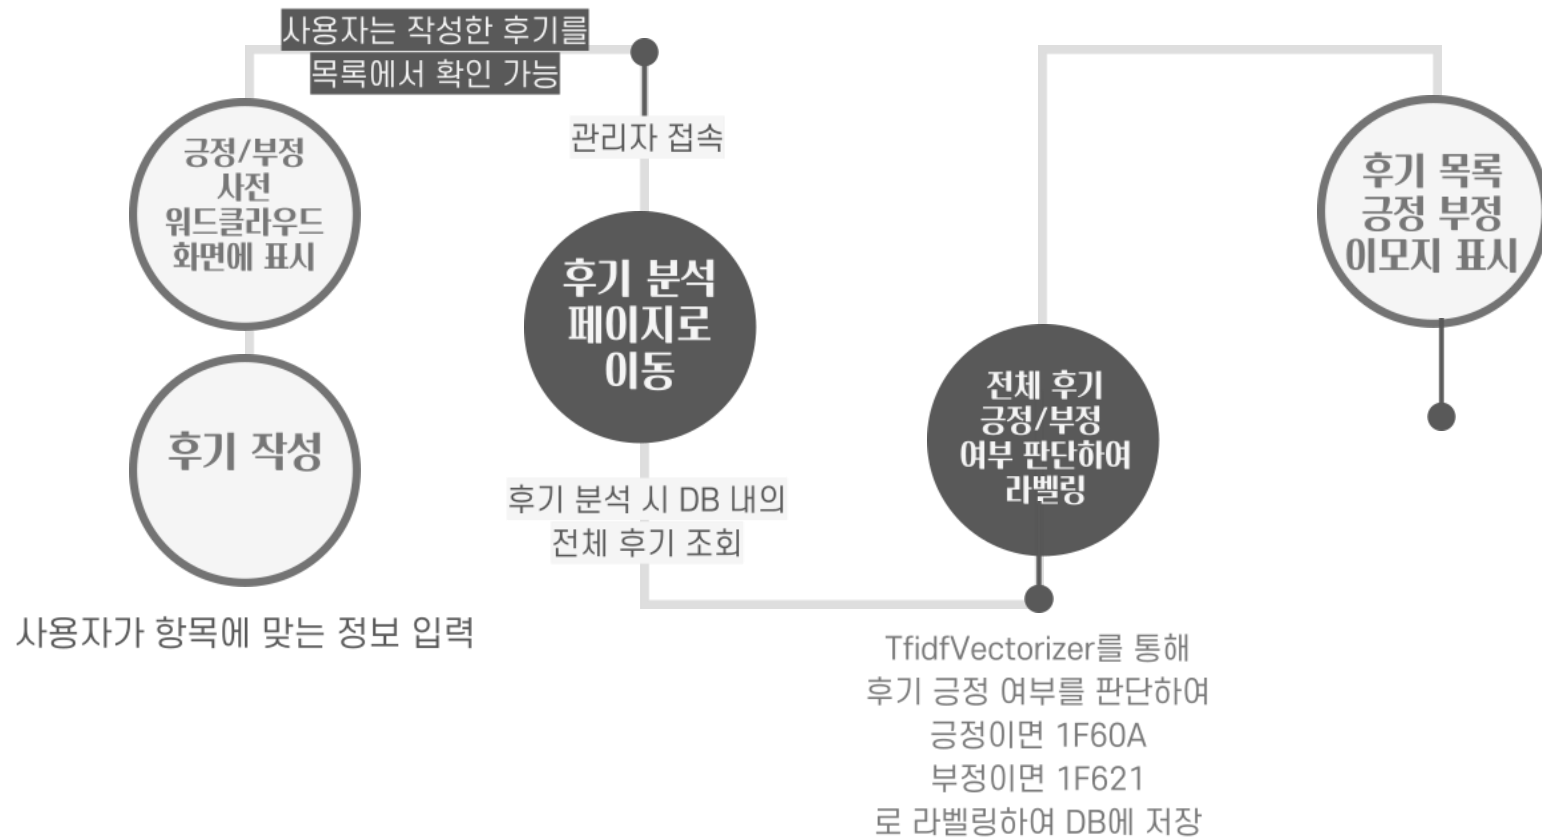 사용자는 작성한 후기를
목록에서 확인 가능
긍정/부정
사전
워드클라우드
화면에 표시
후기 작성
사용자가 항목에 맞는 정보 입력
관리자 접속
후기 분석
페이지로
이동
후기 분석 시 DB 내의
전체 후기 조회
전체 후기
긍정/부정
여부 판단하여
라벨링
TfidfVectorizer를 통해
후기 긍정 여부를 판단하여
긍정이면 1F60A
부정이면 1F621
로 라벨링하여 DB에 저장
후기 목록
긍정 부정
이모지 표시